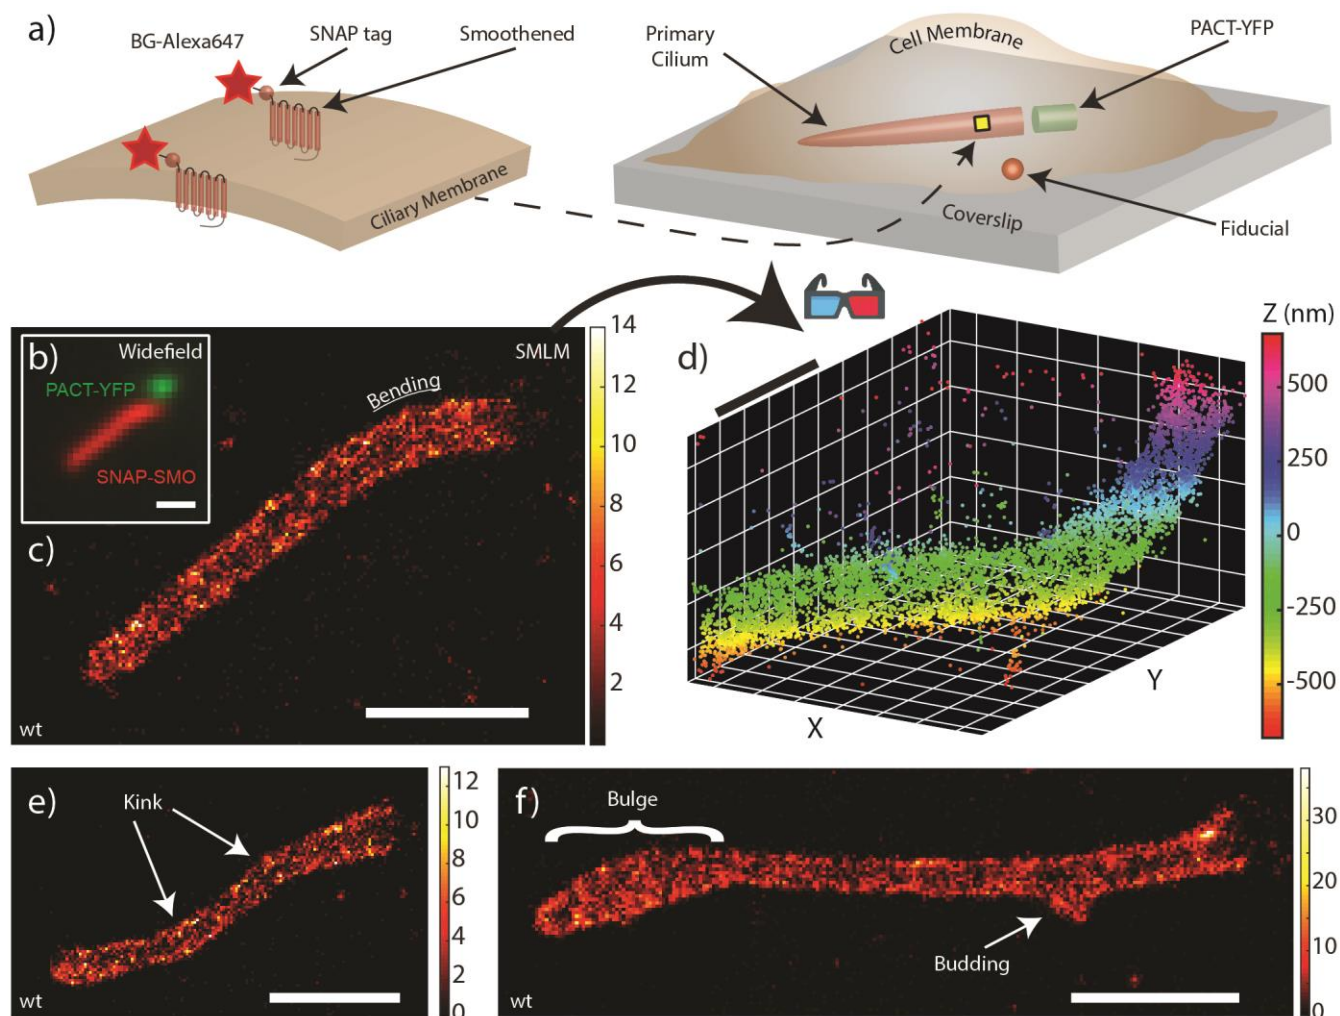 a)
BG-Alexa647
SNAP tag
Smoothened
Ciliary Membrane
Primary
Cilium
Cell Membrane
PACT-YFP
Coverslip
Fiducial
b)
Widefield
PACT-YFP
SNAP-SMO
c)
Bending
SMLM
wt
14
12
10
8
6
4
2
d)
X
Y
Z (nm)
500
250
0
-250
-500
e)
Kink
wt
12
10
8
6
4
2
0
f)
Bulge
Budding
wt
30
20
10
0